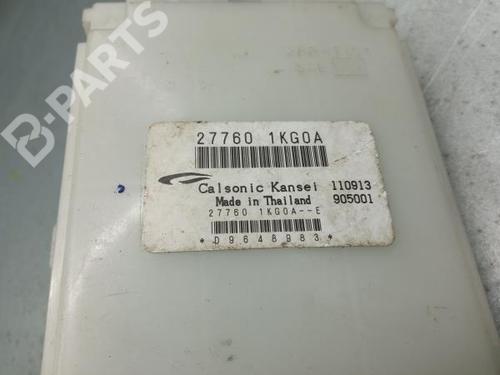 B-PARTS
27760 1KG0A
Calsonic Kansei 110913
Made in Thailand 905001
27760 1KG0A--E
*D9648983*